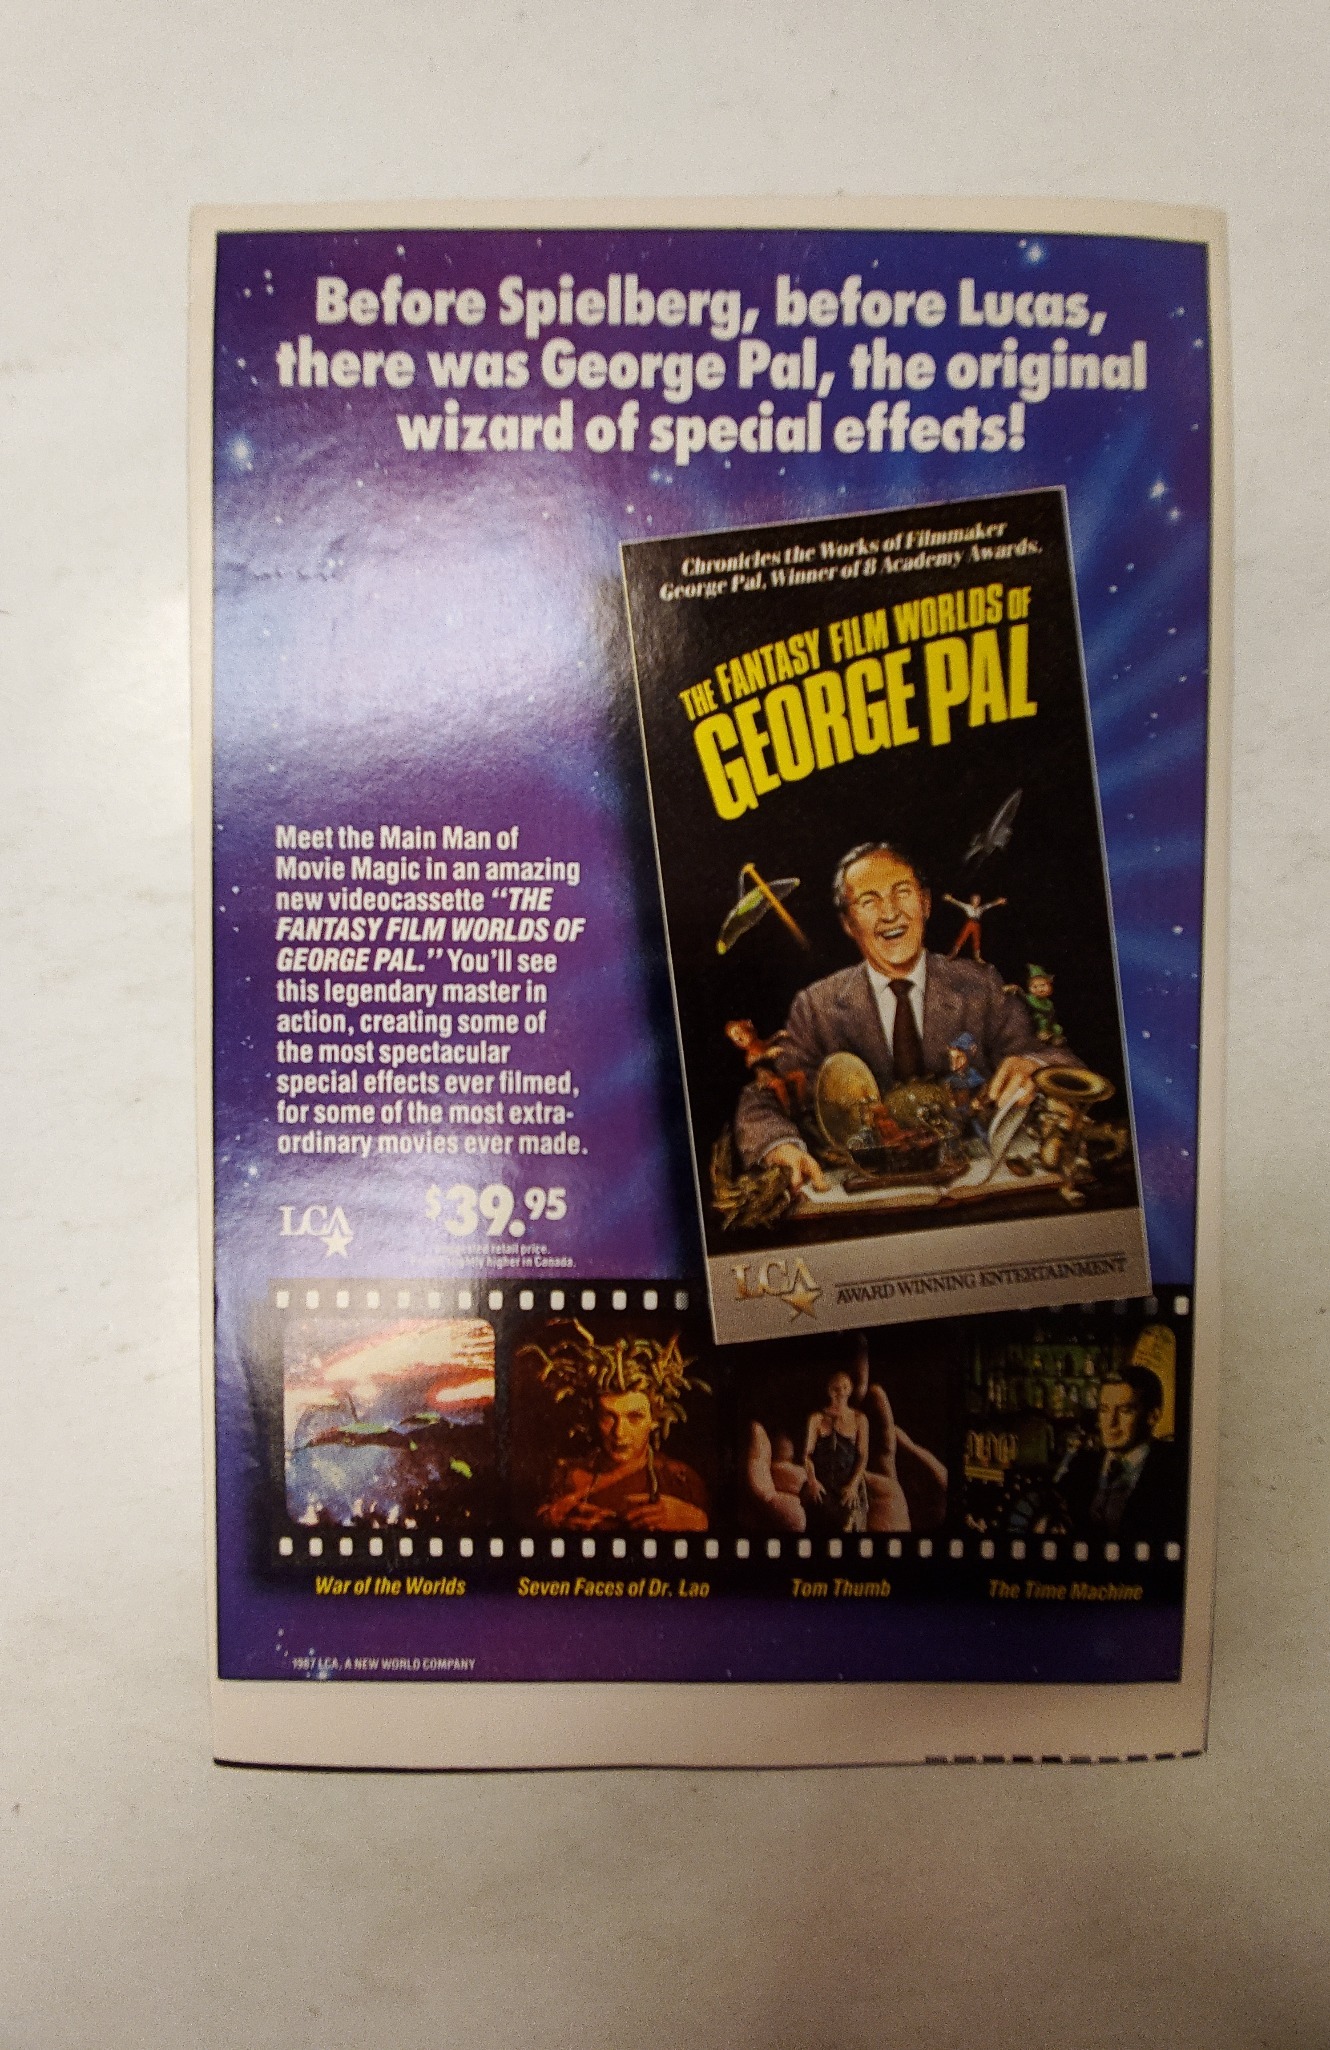 Before Spielberg, before Lucas,
there was George Pal, the original
wizard of special effects!
Chronicles the Works of Filmmaker
George Pal, Winner of 8 Academy Awards.
THE FANTASY FILM WORLDS OF
GEORGE PAL
Meet the Main Man of
Movie Magic in an amazing
new videocassette "THE
FANTASY FILM WORLDS OF
GEORGE PAL." You'll see
this legendary master in
action, creating some of
the most spectacular
special effects ever filmed,
for some of the most extra-
ordinary movies ever made.
LCA
$39.95
retail price.
higher in Canada.
LCA
AWARD WINNING ENTERTAINMENT
War of the Worlds
Seven Faces of Dr. Lao
Tom Thumb
The Time Machine
1987 LCA, A NEW WORLD COMPANY